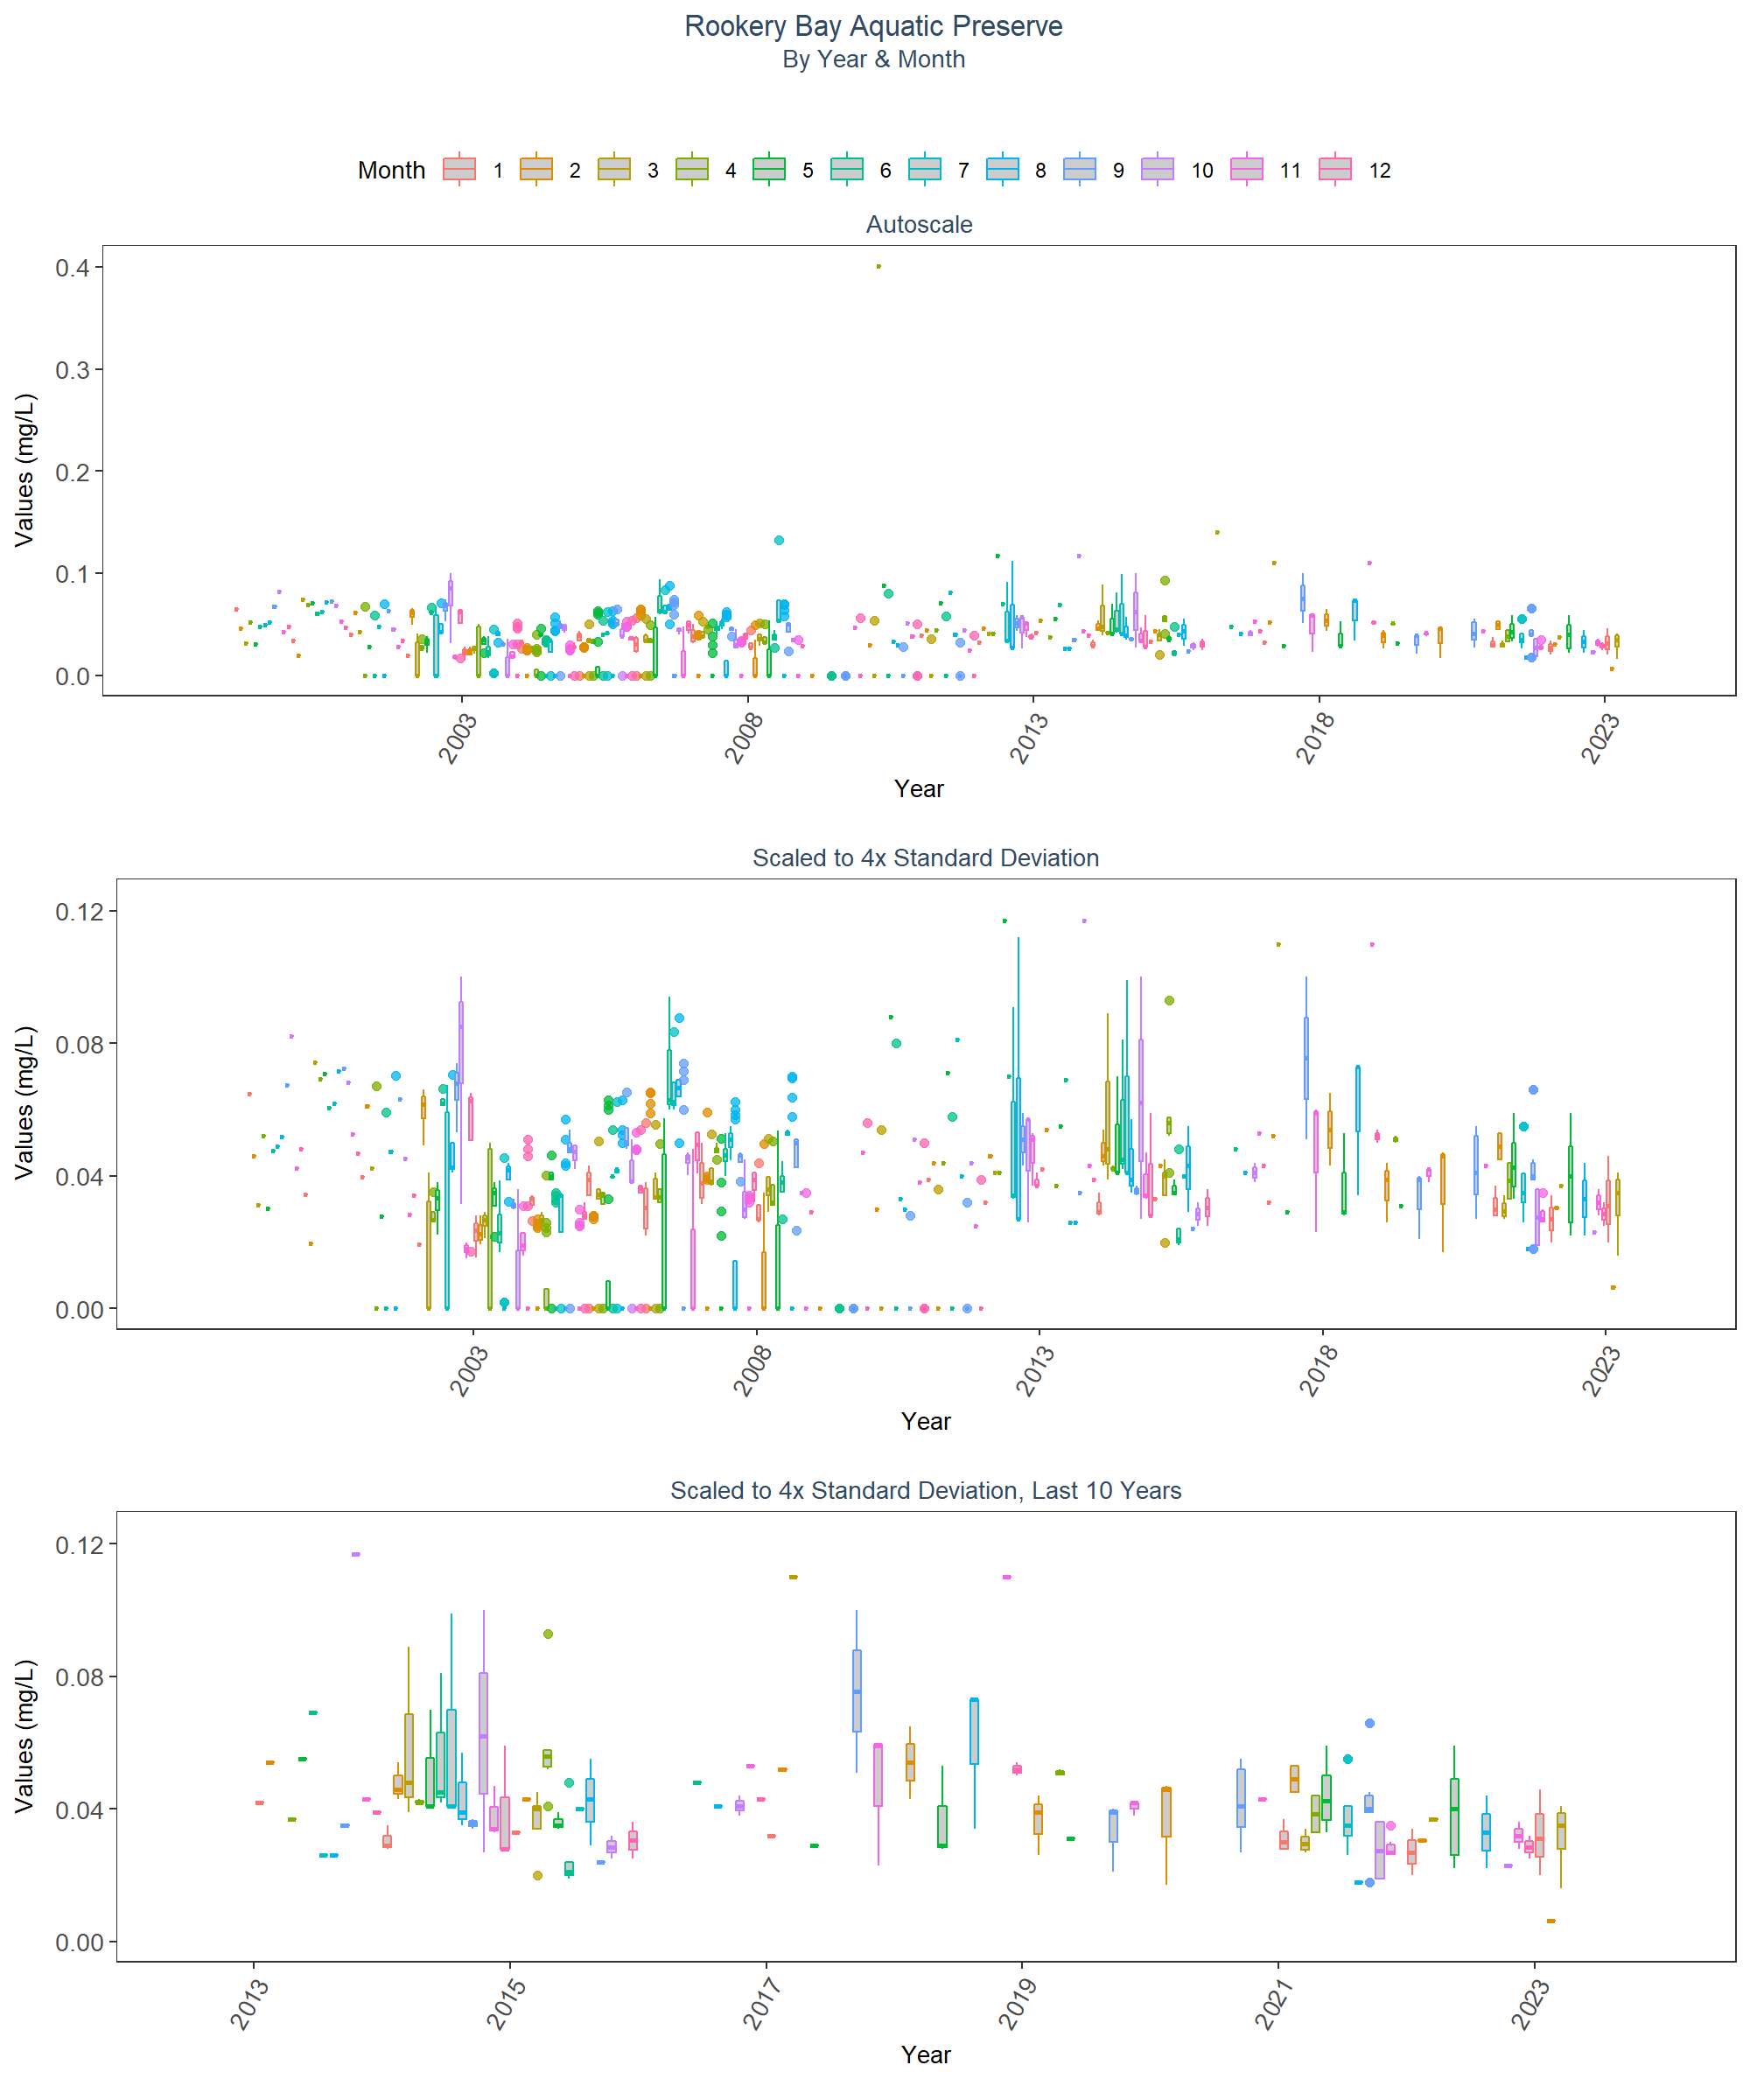 Rookery Bay Aquatic Preserve
By Year & Month
Month 1 2 3 4 5 6 7 8 9 10 11 12
Autoscale
Values (mg/L)
0.4
0.3
0.2
0.1
0.0
2003 2008 2013 2018 2023
Year
Scaled to 4x Standard Deviation
Values (mg/L)
0.12
0.08
0.04
0.00
2003 2008 2013 2018 2023
Year
Scaled to 4x Standard Deviation, Last 10 Years
Values (mg/L)
0.12
0.08
0.04
0.00
2013 2015 2017 2019 2021 2023
Year